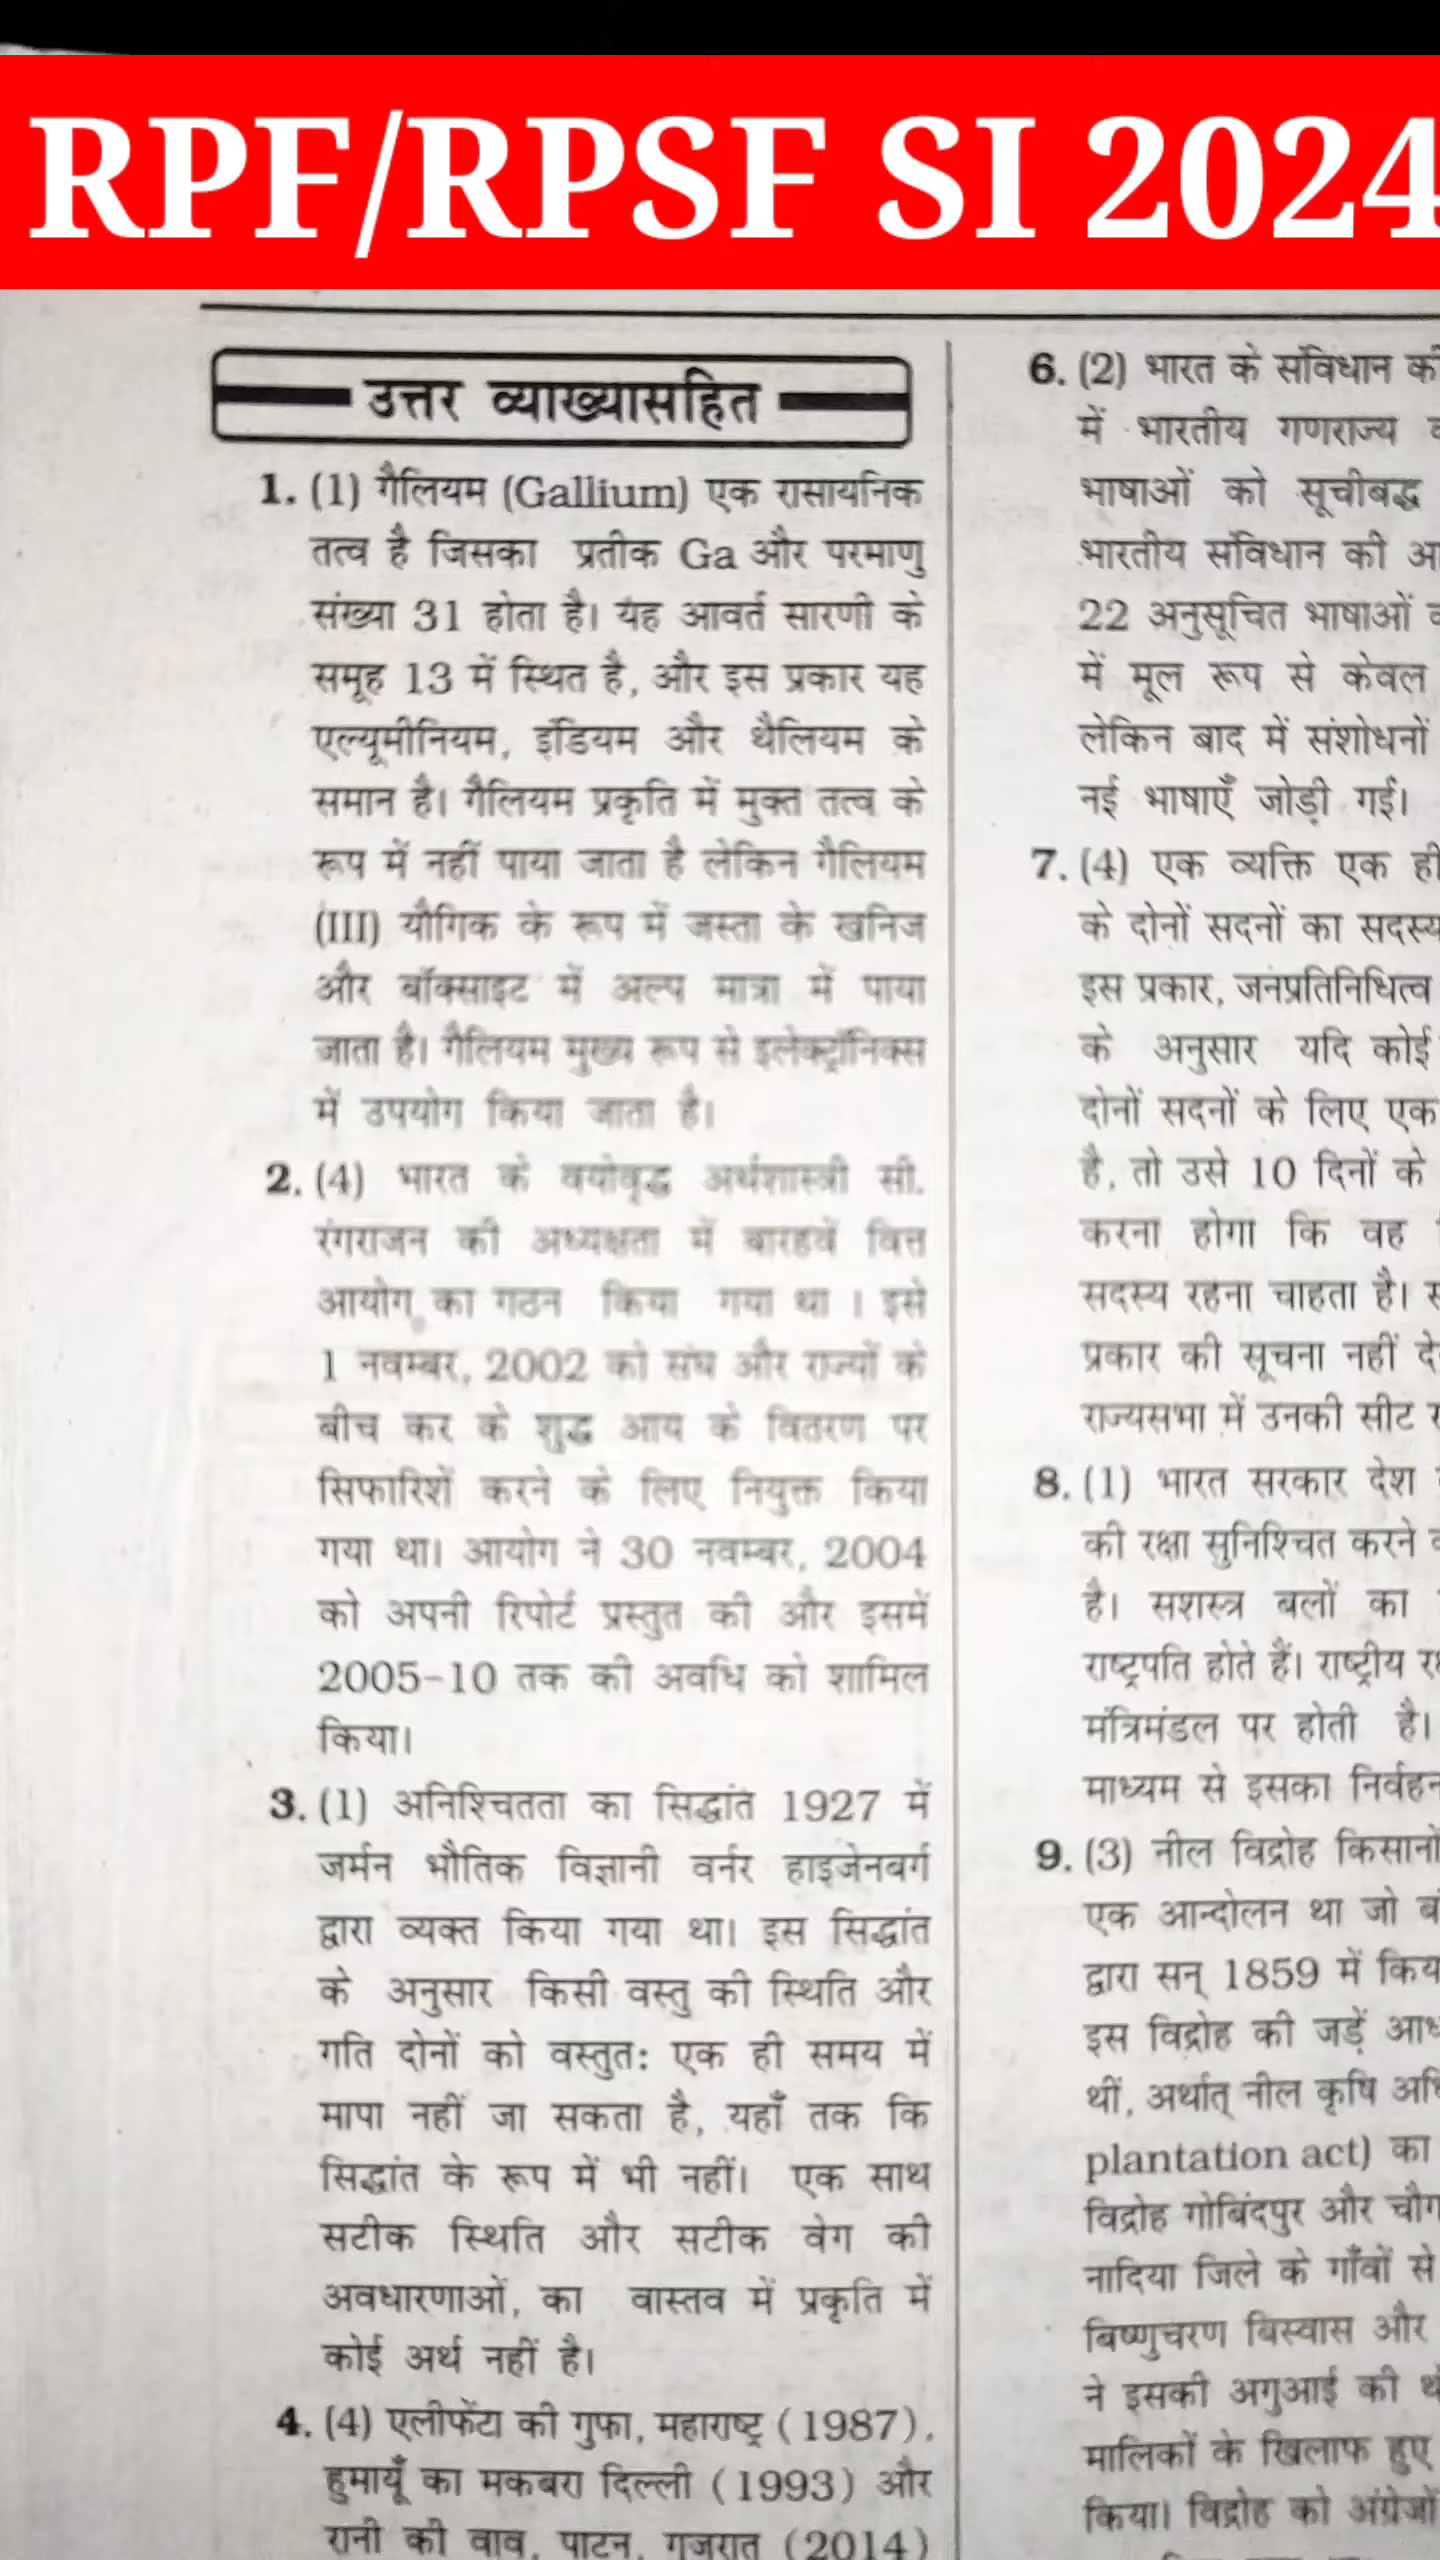 RPF/RPSF SI 2024
उत्तर व्याख्यासहित
1. (1) गैलियम (Gallium) एक रासायनिक
तत्व है जिसका प्रतीक Ga और परमाणु
संख्या 31 होता है। यह आवर्त सारणी के
समूह 13 में स्थित है, और इस प्रकार यह
एल्यूमीनियम, इंडियम और थैलियम के
समान है। गैलियम प्रकृति में मुक्त तत्व के
रूप में नहीं पाया जाता है लेकिन गैलियम
(III) यौगिक के रूप में जस्ता के खनिज
और बॉक्साइट में अल्प मात्रा में पाया
जाता है। गैलियम मुख्य रूप से इलेक्ट्रॉनिक्स
में उपयोग किया जाता है।
2. (4) भारत के वयोवृद्ध अर्थशास्त्री सी.
रंगराजन की अध्यक्षता में बारहवें वित्त
आयोग का गठन किया गया था । इसे
1 नवम्बर, 2002 को संघ और राज्यों के
बीच कर के शुद्ध आय के वितरण पर
सिफारिशें करने के लिए नियुक्त किया
गया था। आयोग ने 30 नवम्बर, 2004
को अपनी रिपोर्ट प्रस्तुत की और इसमें
2005-10 तक की अवधि को शामिल
किया।
3. (1) अनिश्चितता का सिद्धांत 1927 में
जर्मन भौतिक विज्ञानी वर्नर हाइजेनबर्ग
द्वारा व्यक्त किया गया था। इस सिद्धांत
के अनुसार किसी वस्तु की स्थिति और
गति दोनों को वस्तुत: एक ही समय में
मापा नहीं जा सकता है, यहाँ तक कि
सिद्धांत के रूप में भी नहीं। एक साथ
सटीक स्थिति और सटीक वेग की
अवधारणाओं, का वास्तव में प्रकृति में
कोई अर्थ नहीं है।
4. (4) एलीफेंटा की गुफा, महाराष्ट्र (1987),
हुमायूँ का मकबरा दिल्ली (1993) और
रानी की वाव, पाटन, गुजरात (2014)
6. (2) भारत के संविधान की
में भारतीय गणराज्य
भाषाओं को सूचीबद्ध
भारतीय संविधान की
22 अनुसूचित भाषाओं
में मूल रूप से केवल
लेकिन बाद में संशोधनों
नई भाषाएँ जोड़ी गई।
7. (4) एक व्यक्ति एक ही
के दोनों सदनों का सदस्य
इस प्रकार, जनप्रतिनिधित्व
के अनुसार यदि कोई
दोनों सदनों के लिए एक
है, तो उसे 10 दिनों के
करना होगा कि वह
सदस्य रहना चाहता है।
प्रकार की सूचना नहीं
राज्यसभा में उनकी सीट
8. (1) भारत सरकार देश
की रक्षा सुनिश्चित करने
है। सशस्त्र बलों का
राष्ट्रपति होते हैं। राष्ट्रीय
मंत्रिमंडल पर होती है।
माध्यम से इसका
9. (3) नील विद्रोह किसानों
एक आन्दोलन था जो
द्वारा सन् 1859 में
इस विद्रोह की जड़ें
थीं, अर्थात् नील कृषि
plantation act) का
विद्रोह गोबिंदपुर और
नादिया जिले के गाँवों से
बिष्णुचरण बिस्वास और
ने इसकी अगुआई की
मालिकों के खिलाफ हुए
किया। विद्रोह को अंग्रेजों